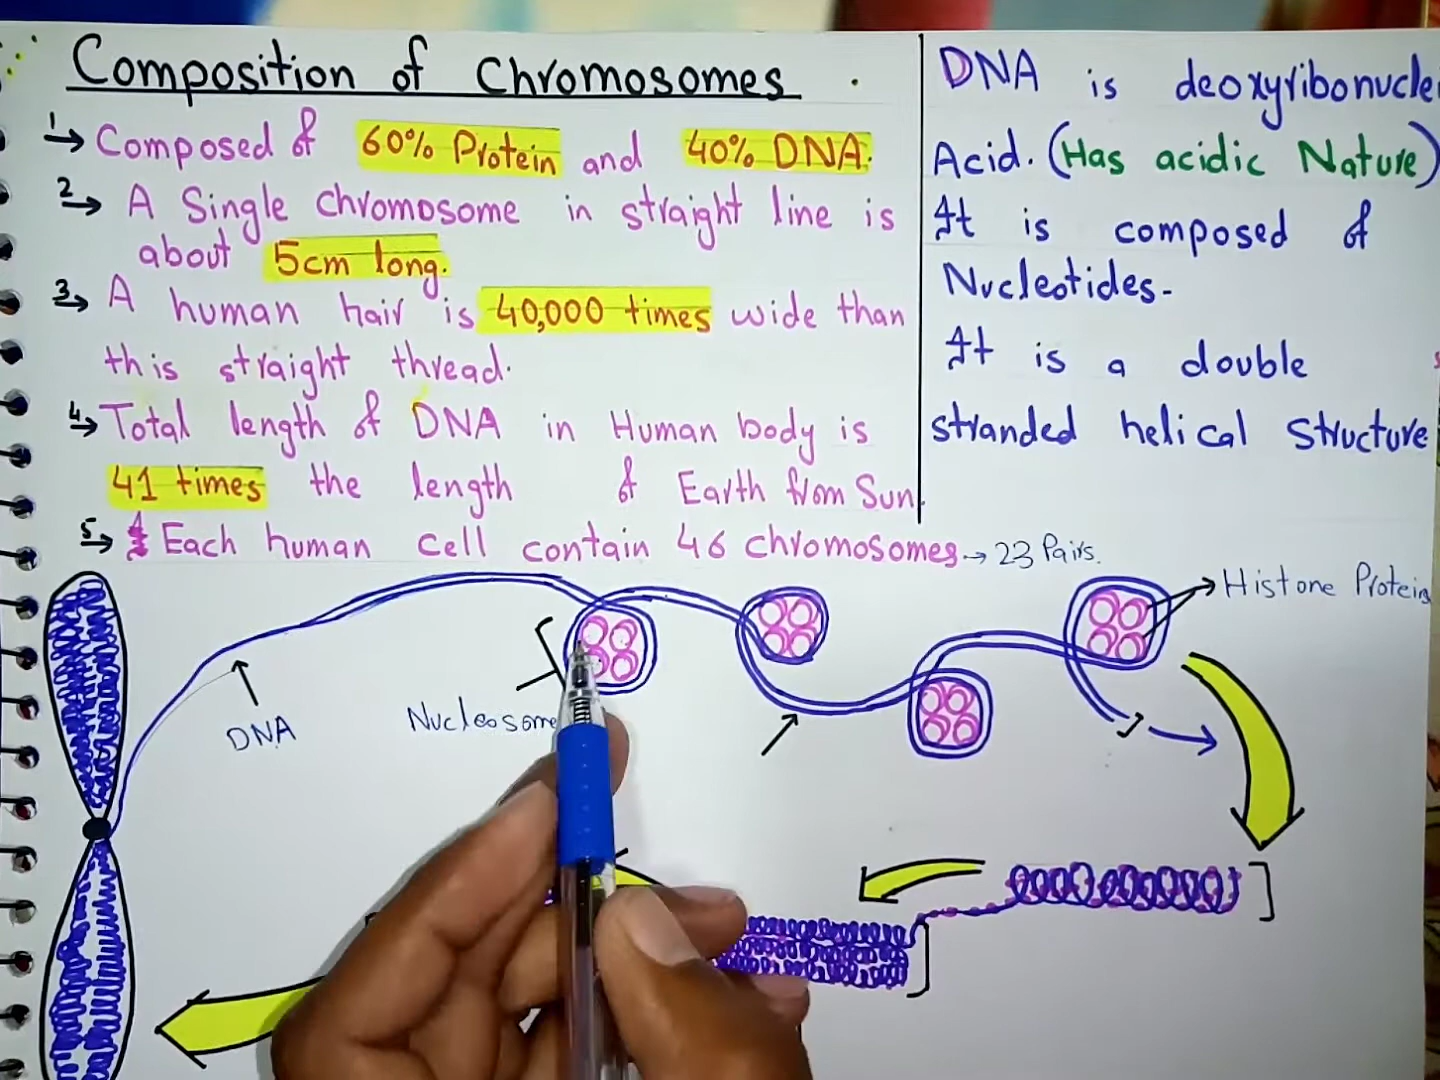 Composition of Chromosomes.
1→ Composed of 60% Protein and 40% DNA.
2→ A Single chromosome in straight line is
about 5cm long.
3→ A human hair is 40,000 times wide than
this straight thread.
4→ Total length of DNA in Human body is
41 times the length of Earth from Sun.
5→ Each human cell contain 46 chromosomes → 23 Pairs.
DNA is deoxyribonucle
Acid. (Has acidic Nature)
It is composed of
Nucleotides.
It is a double
stranded helical structure
Histone Protein
DNA
Nucleosome